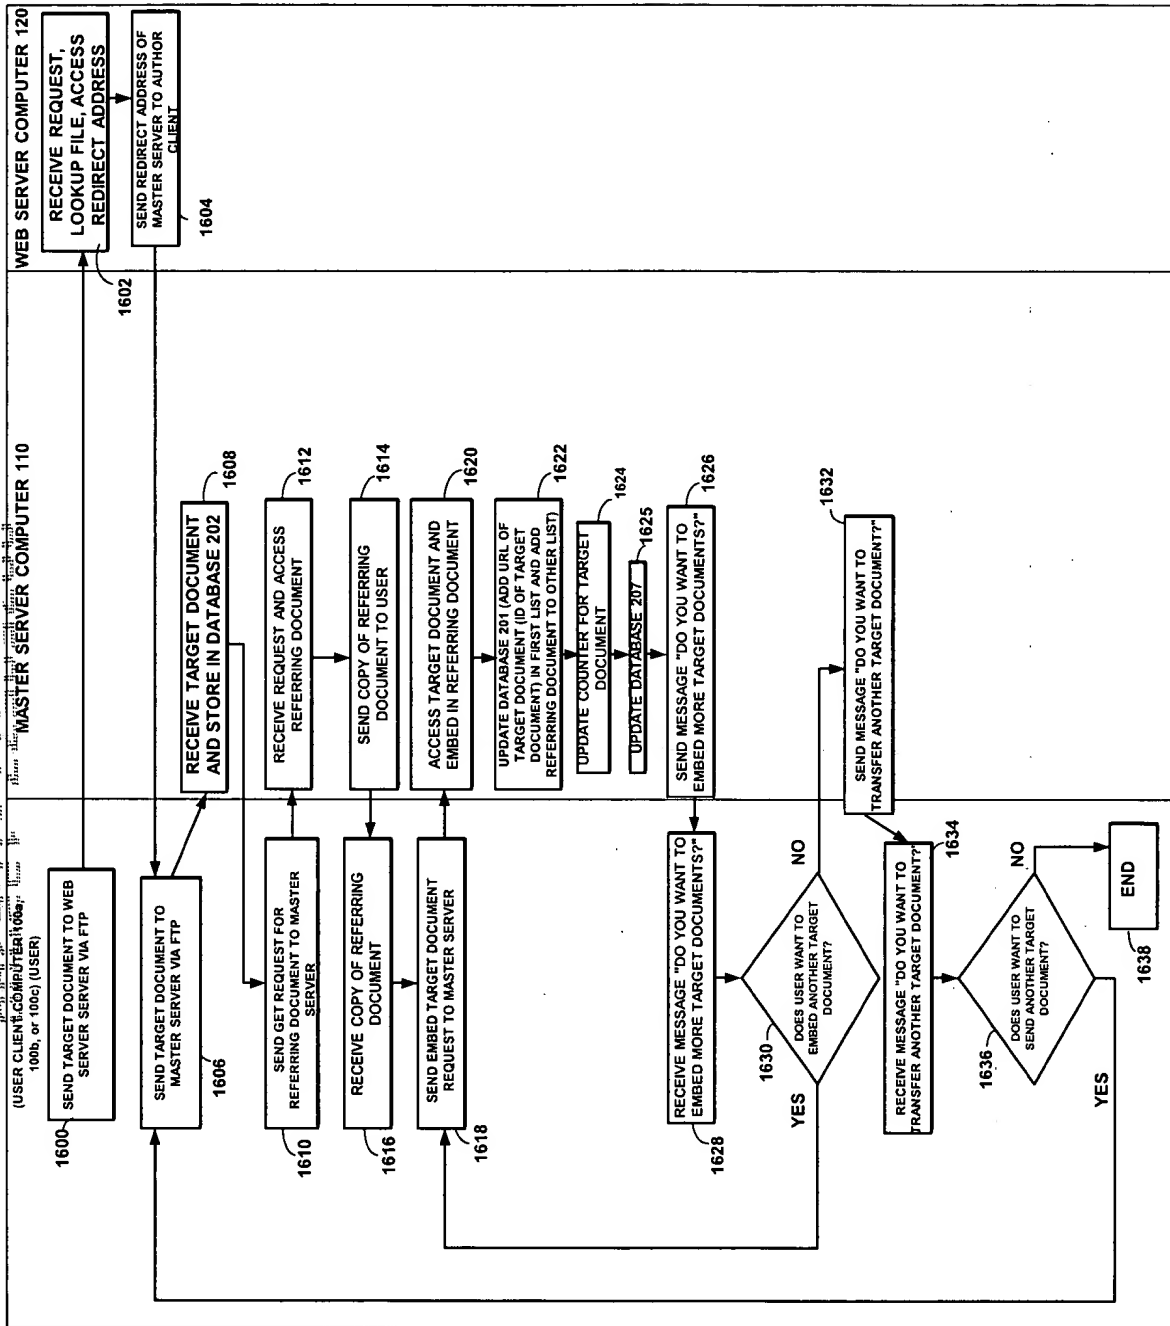 (USER CLIENT COMPUTER 100a,
100b, or 100c) (USER)
MASTER SERVER COMPUTER 110
WEB SERVER COMPUTER 120
SEND TARGET DOCUMENT TO WEB
SERVER SERVER VIA FTP
1600
RECEIVE REQUEST,
LOOKUP FILE, ACCESS
REDIRECT ADDRESS
1602
SEND REDIRECT ADDRESS OF
MASTER SERVER TO AUTHOR
CLIENT
1604
SEND TARGET DOCUMENT TO
MASTER SERVER VIA FTP
1606
RECEIVE TARGET DOCUMENT
AND STORE IN DATABASE 202
1608
SEND GET REQUEST FOR
REFERRING DOCUMENT TO MASTER
SERVER
1610
RECEIVE REQUEST AND ACCESS
REFERRING DOCUMENT
1612
SEND COPY OF REFERRING
DOCUMENT TO USER
1614
RECEIVE COPY OF REFERRING
DOCUMENT
1616
SEND EMBED TARGET DOCUMENT
REQUEST TO MASTER SERVER
1618
ACCESS TARGET DOCUMENT AND
EMBED IN REFERRING DOCUMENT
1620
UPDATE DATABASE 201 (ADD URL OF
TARGET DOCUMENT (ID OF TARGET
DOCUMENT) IN FIRST LIST AND ADD
REFERRING DOCUMENT TO OTHER LIST)
1622
UPDATE COUNTER FOR TARGET
DOCUMENT
1624
UPDATE DATABASE 207
1625
SEND MESSAGE "DO YOU WANT TO
EMBED MORE TARGET DOCUMENTS?"
1626
RECEIVE MESSAGE "DO YOU WANT TO
EMBED MORE TARGET DOCUMENTS?"
1628
DOES USER WANT TO
EMBED ANOTHER TARGET
DOCUMENT?
1630
YES
NO
SEND MESSAGE "DO YOU WANT TO
TRANSFER ANOTHER TARGET DOCUMENT?"
1632
RECEIVE MESSAGE "DO YOU WANT TO
TRANSFER ANOTHER TARGET DOCUMENT?"
1634
DOES USER WANT TO
SEND ANOTHER TARGET
DOCUMENT?
1636
YES
NO
END
1638